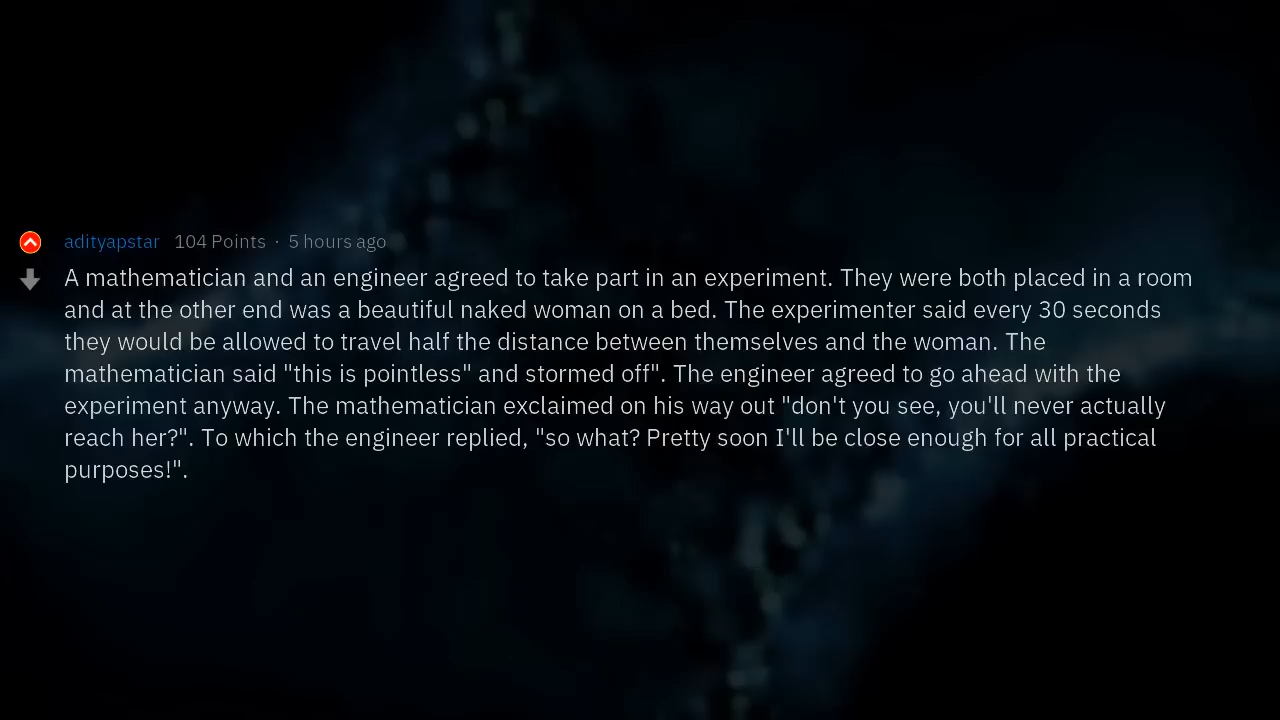 adityapstar 104 Points · 5 hours ago
A mathematician and an engineer agreed to take part in an experiment. They were both placed in a room
and at the other end was a beautiful naked woman on a bed. The experimenter said every 30 seconds
they would be allowed to travel half the distance between themselves and the woman. The
mathematician said "this is pointless" and stormed off". The engineer agreed to go ahead with the
experiment anyway. The mathematician exclaimed on his way out "don't you see, you'll never actually
reach her?". To which the engineer replied, "so what? Pretty soon I'll be close enough for all practical
purposes!".